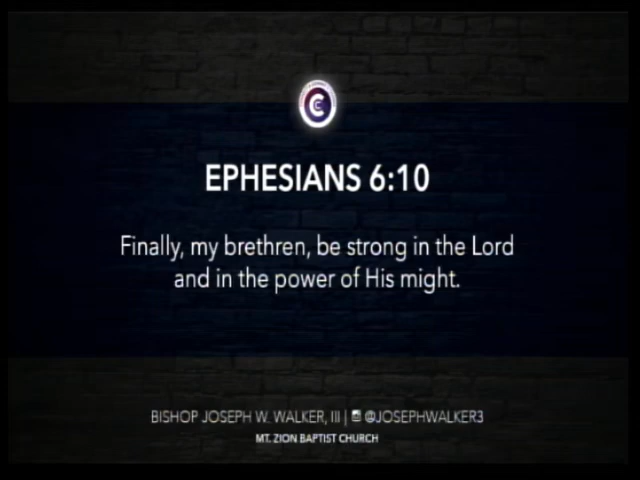 EPHESIANS 6:10
Finally, my brethren, be strong in the Lord
and in the power of His might.
BISHOP JOSEPH W. WALKER, III | @JOSEPHWALKER3
MT. ZION BAPTIST CHURCH